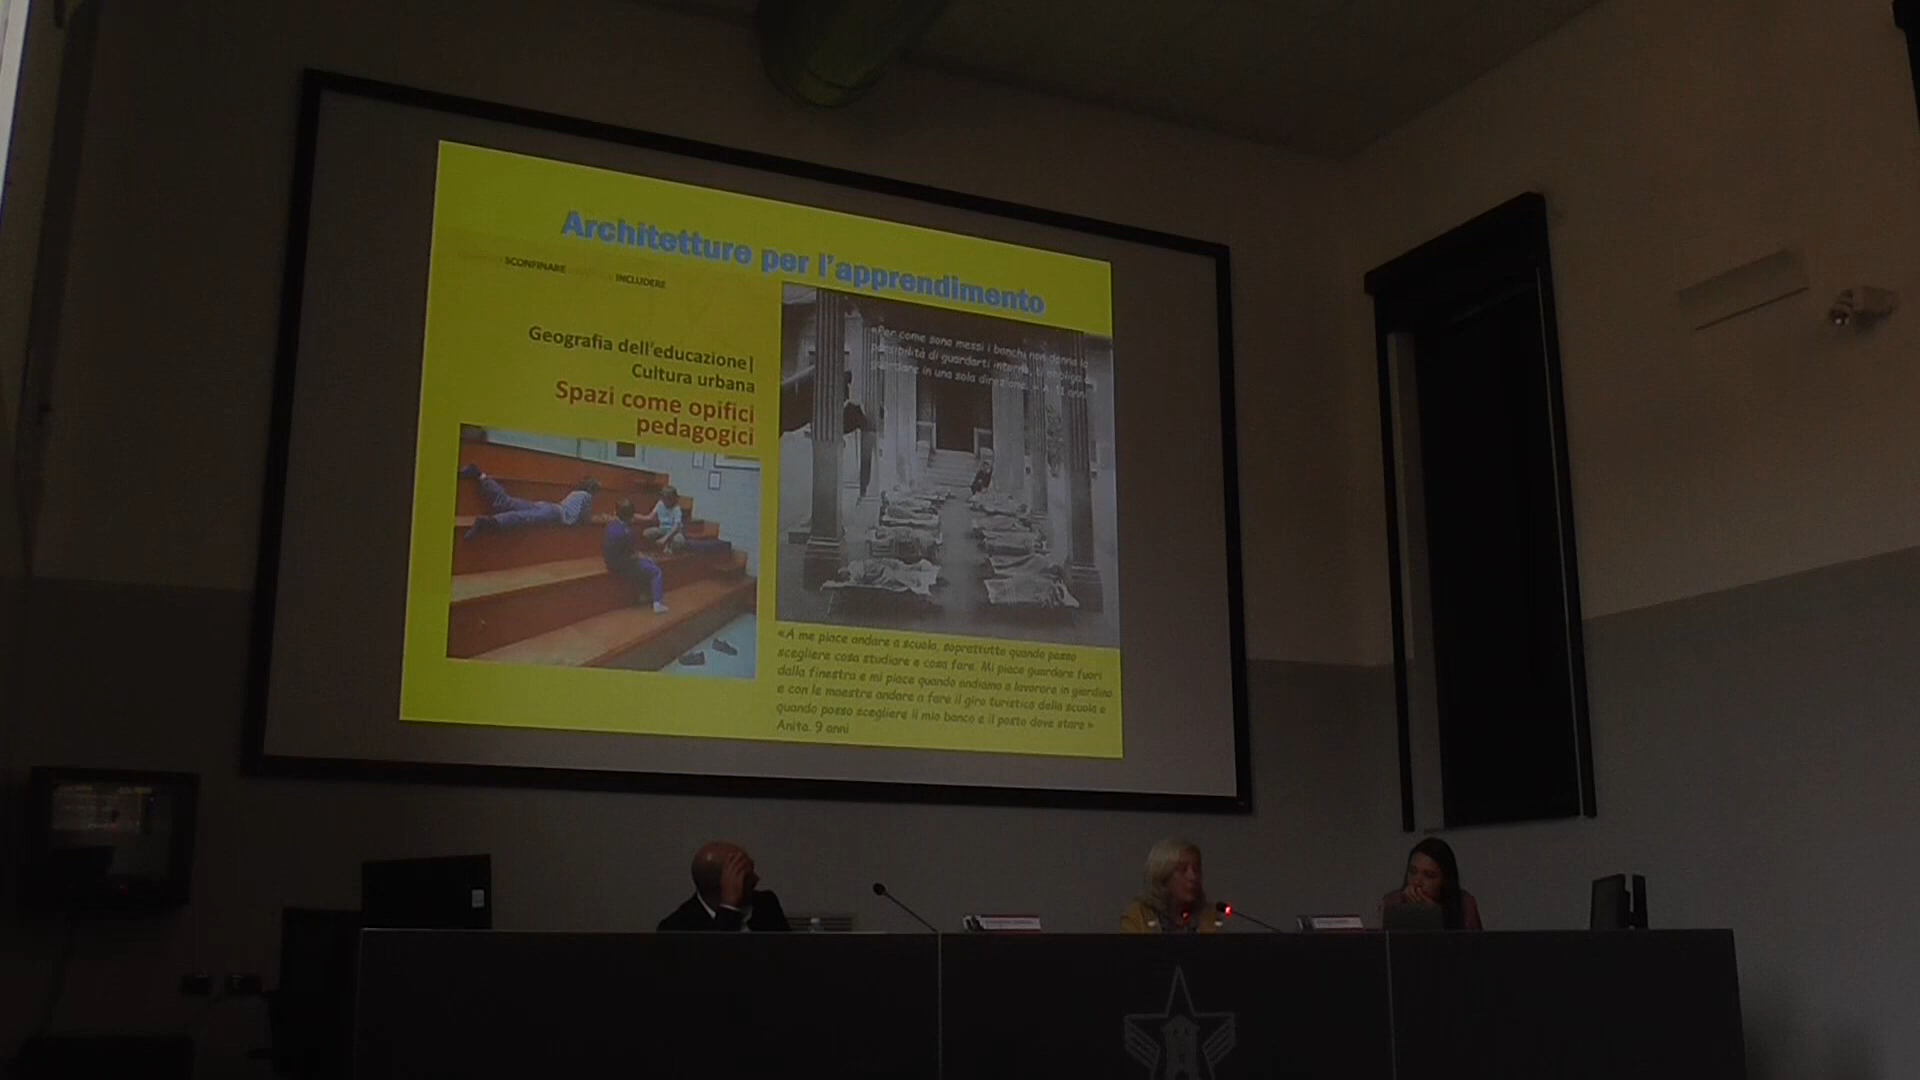 Architetture per l'apprendimento
SCONFINARE
INCLUDERE
Geografia dell'educazione|
Cultura urbana
Spazi come opifici
pedagogici
«Per come sono messi i banchi non danno la
possibilità di guardarti intorno, ti obbliga a
guardare in una sola direzione.
11 anni
«A me piace andare a scuola, soprattutto quando posso
scegliere cosa studiare e cosa fare. Mi piace guardare fuori
dalla finestra e mi piace quando andiamo a lavorare in giardino
e con le maestre andare a fare il giro turistico della scuola e
quando posso scegliere il mio banco e il posto dove stare »
Anita. 9 anni